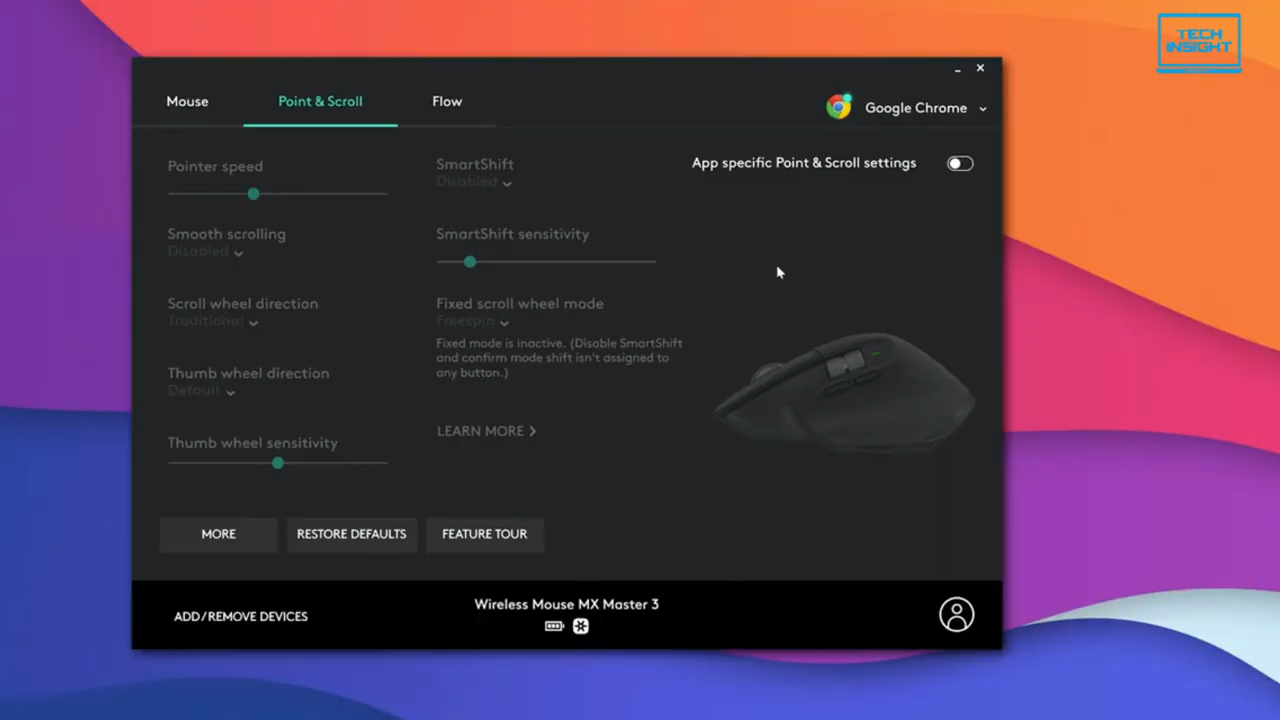 TECH
INSIGHT
Mouse
Point & Scroll
Flow
Google Chrome
Pointer speed
SmartShift
Disabled
App specific Point & Scroll settings
Smooth scrolling
Disabled
SmartShift sensitivity
Scroll wheel direction
Traditional
Fixed scroll wheel mode
Freespin
Fixed mode is inactive. (Disable SmartShift
and confirm mode shift isn't assigned to
any button.)
Thumb wheel direction
Default
LEARN MORE
Thumb wheel sensitivity
MORE
RESTORE DEFAULTS
FEATURE TOUR
ADD/REMOVE DEVICES
Wireless Mouse MX Master 3